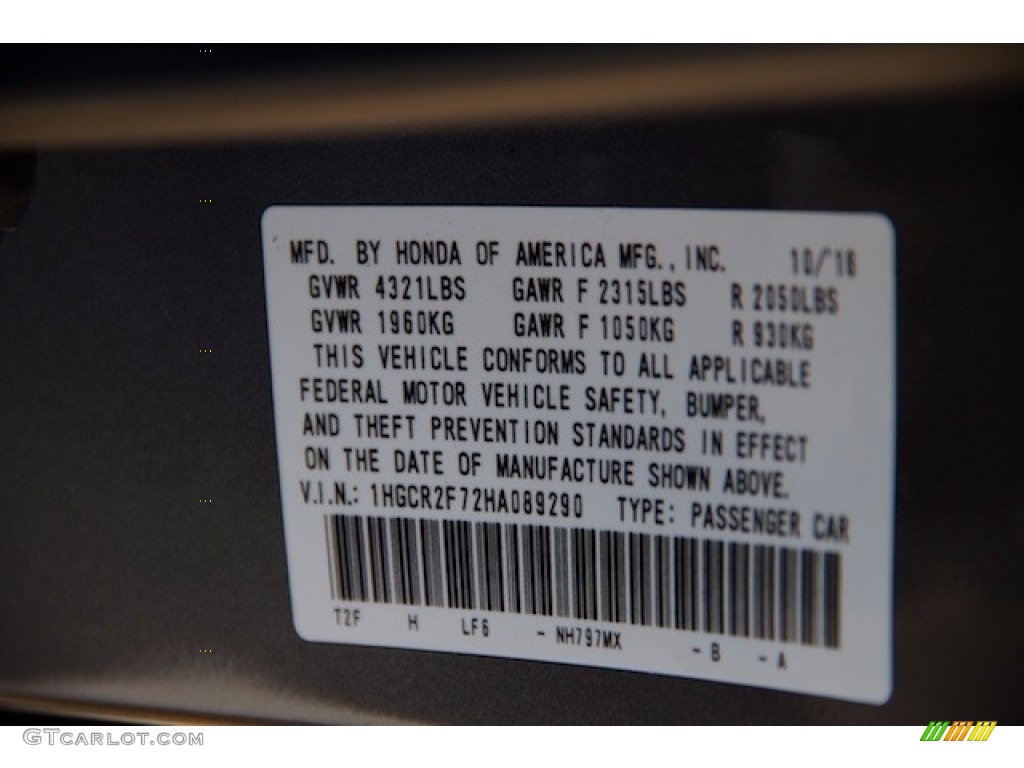 MFD. BY HONDA OF AMERICA MFG., INC. 10/16
GVWR 4321LBS GAWR F 2315LBS R 2050LBS
GVWR 1960KG GAWR F 1050KG R 930KG
THIS VEHICLE CONFORMS TO ALL APPLICABLE
FEDERAL MOTOR VEHICLE SAFETY, BUMPER,
AND THEFT PREVENTION STANDARDS IN EFFECT
ON THE DATE OF MANUFACTURE SHOWN ABOVE.
V.I.N.: 1HGCR2F72HA089290 TYPE: PASSENGER CAR
T2F H LF6 - NH797MX - B - A
GTCARLOT.COM